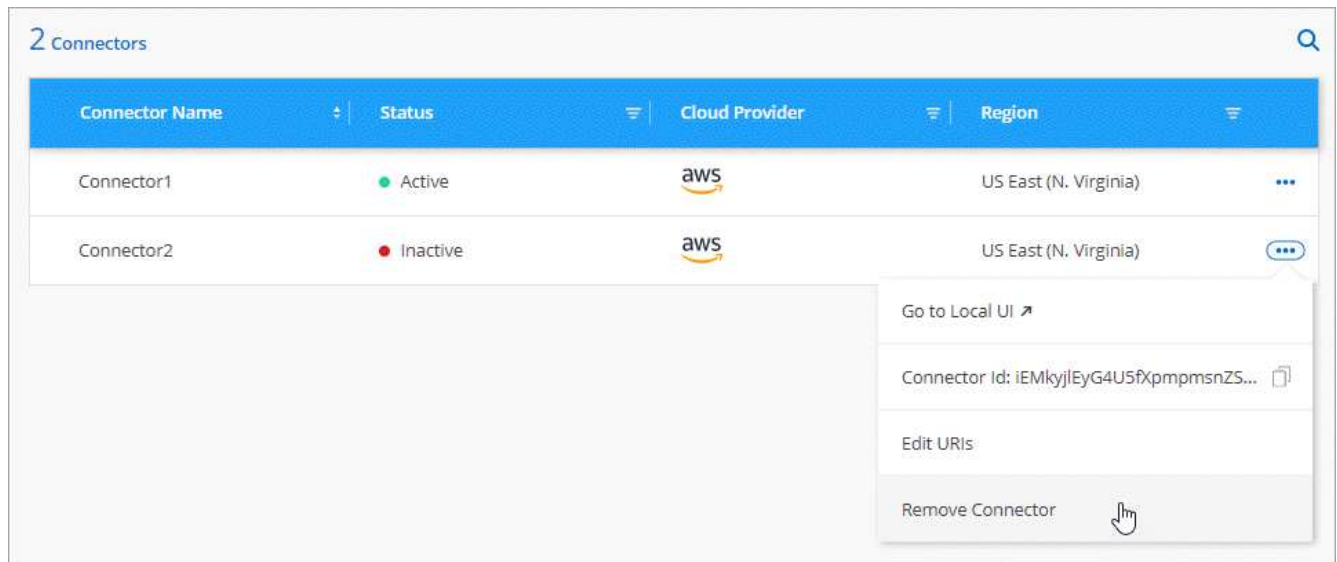 2 Connectors
Connector Name Status Cloud Provider Region
Connector1 Active aws US East (N. Virginia)
Connector2 Inactive aws US East (N. Virginia)
Go to Local UI
Connector Id: iEMkyjlEyG4U5fXpmpmsnZS...
Edit URIs
Remove Connector